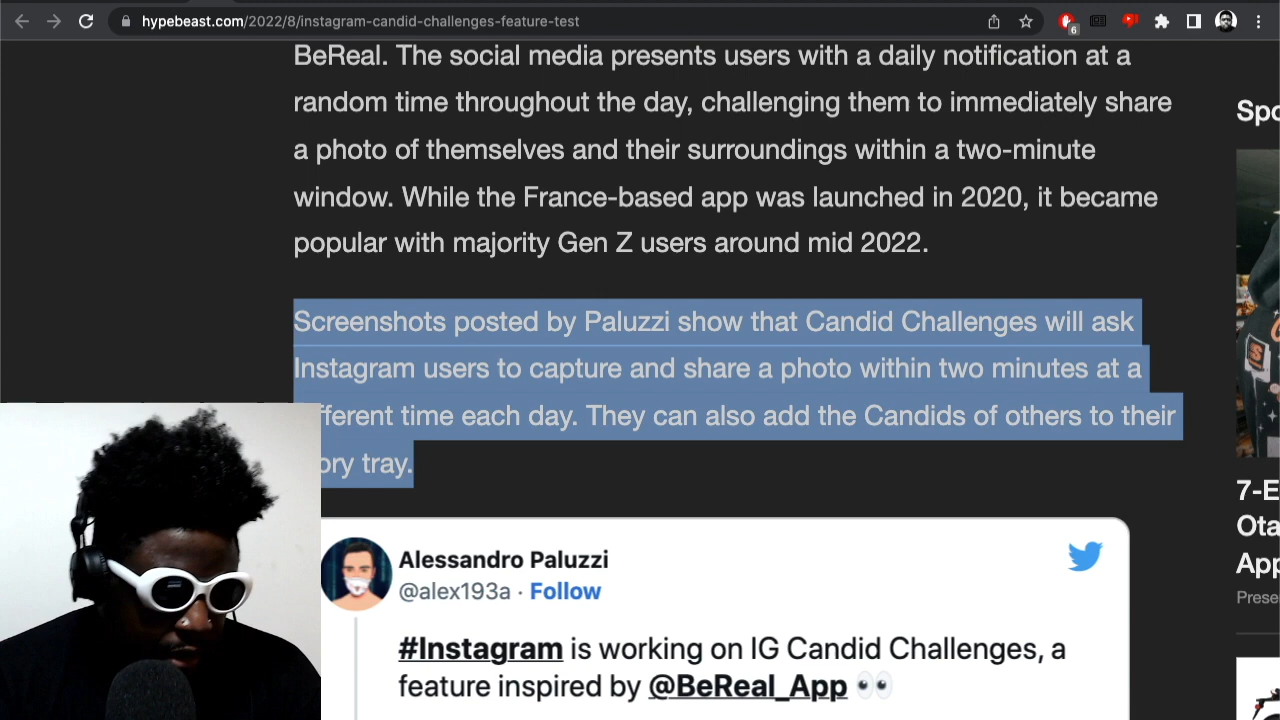 hypebeast.com/2022/8/instagram-candid-challenges-feature-test
6
BeReal. The social media presents users with a daily notification at a
random time throughout the day, challenging them to immediately share
a photo of themselves and their surroundings within a two-minute
window. While the France-based app was launched in 2020, it became
popular with majority Gen Z users around mid 2022.
Screenshots posted by Paluzzi show that Candid Challenges will ask
Instagram users to capture and share a photo within two minutes at a
fferent time each day. They can also add the Candids of others to their
ory tray.
Alessandro Paluzzi
@alex193a · Follow
#Instagram is working on IG Candid Challenges, a
feature inspired by @BeReal_App 👀
Spo
7-E
Ota
App
Prese